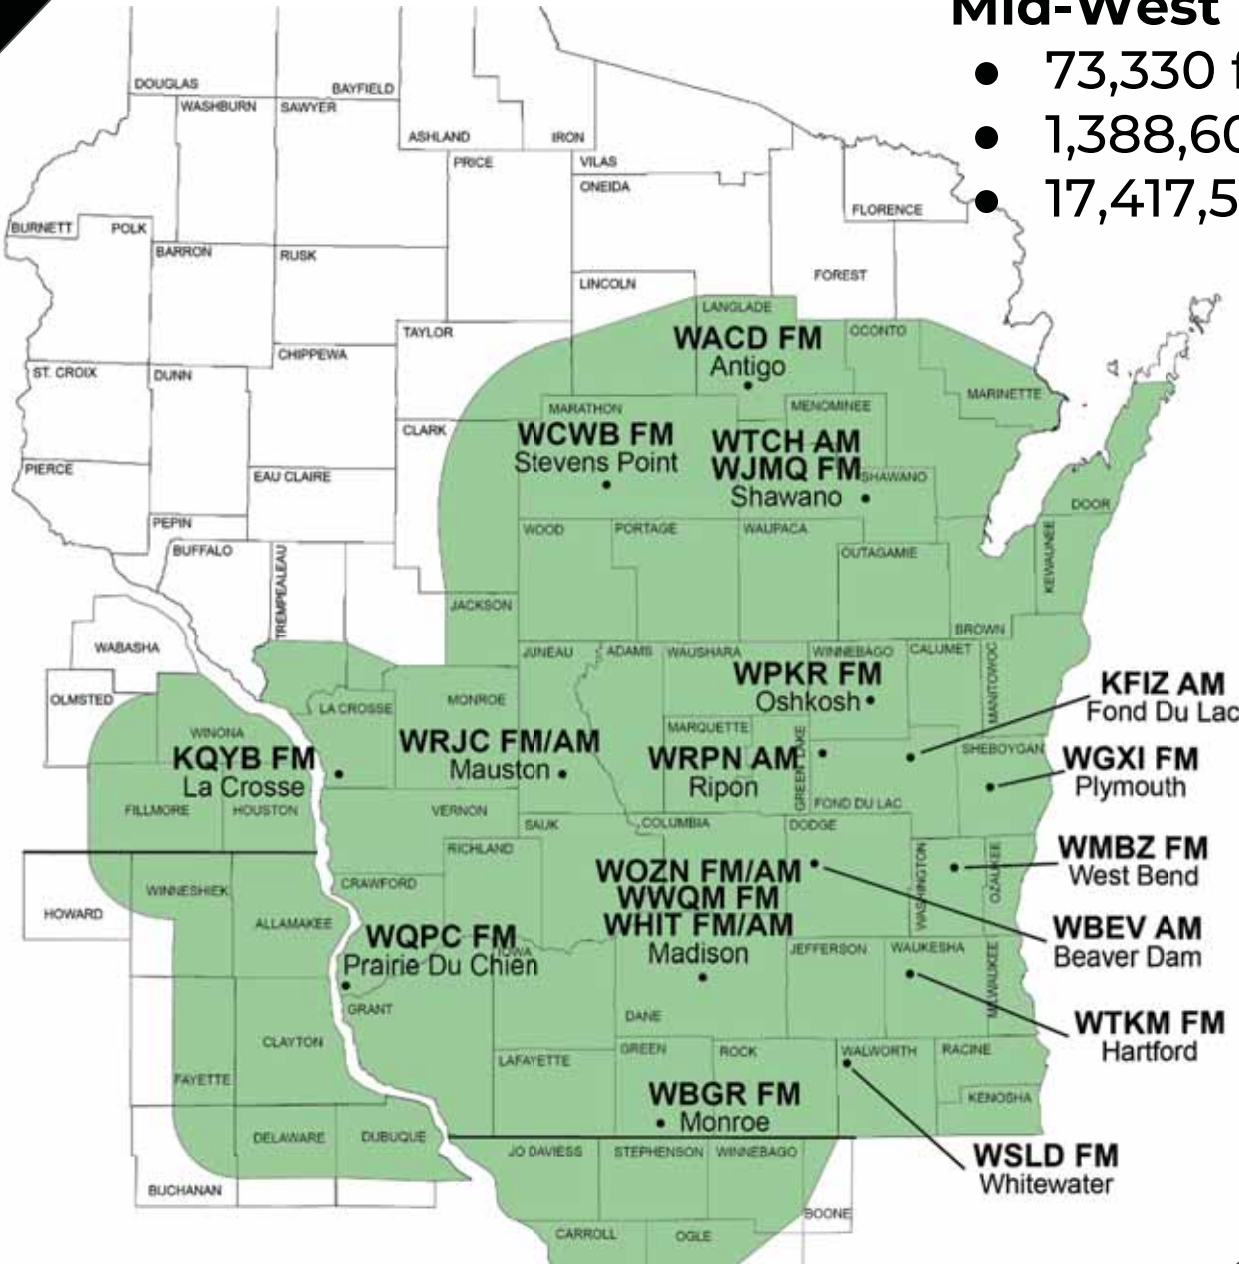 Mid-West
73,330
1,388,60
17,417,5
DOUGLAS
BAYFIELD
WASHBURN
SAWYER
ASHLAND
IRON
PRICE
VILAS
ONEIDA
FLORENCE
BURNETT
POLK
BARRON
RUSK
FOREST
LINCOLN
LANGLADE
TAYLOR
WACD FM
Antigo
OCONTO
CHIPPEWA
ST. CROIX
DUNN
MARINETTE
MARATHON
MENOMINEE
CLARK
WCWB FM
Stevens Point
WTCH AM
WJMQ FM
Shawano
PIERCE
EAU CLAIRE
SHAWANO
DOOR
PEPIN
WOOD
PORTAGE
WAUPACA
BUFFALO
OUTAGAMIE
KEWAUNEE
TREMPEALEAU
JACKSON
BROWN
WABASHA
JUNEAU
ADAMS
WAUSHARA
WINNEBAGO
CALUMET
MANITOWOC
WPKR FM
Oshkosh
KFIZ AM
Fond Du Lac
OLMSTED
LA CROSSE
MONROE
WINONA
MARQUETTE
KQYB FM
La Crosse
WRJC FM/AM
Mauston
WRPN AM
Ripon
GREEN LAKE
SHEBOYGAN
WGXI FM
Plymouth
FILLMORE
HOUSTON
VERNON
FOND DU LAC
SAUK
COLUMBIA
DODGE
RICHLAND
WASHINGTON
OZAUKEE
WMBZ FM
West Bend
WOZN FM/AM
WWQM FM
WHIT FM/AM
Madison
CRAWFORD
WINNESHIEK
HOWARD
ALLAMAKEE
WBEV AM
Beaver Dam
WQPC FM
Prairie Du Chien
IOWA
JEFFERSON
WAUKESHA
MILWAUKEE
GRANT
DANE
WTKM FM
Hartford
CLAYTON
LAFAYETTE
GREEN
ROCK
WALWORTH
RACINE
FAYETTE
WBGR FM
Monroe
KENOSHA
DELAWARE
DUBUQUE
JO DAVIESS
STEPHENSON
WINNEBAGO
WSLD FM
Whitewater
BUCHANAN
BOONE
CARROLL
OGLE